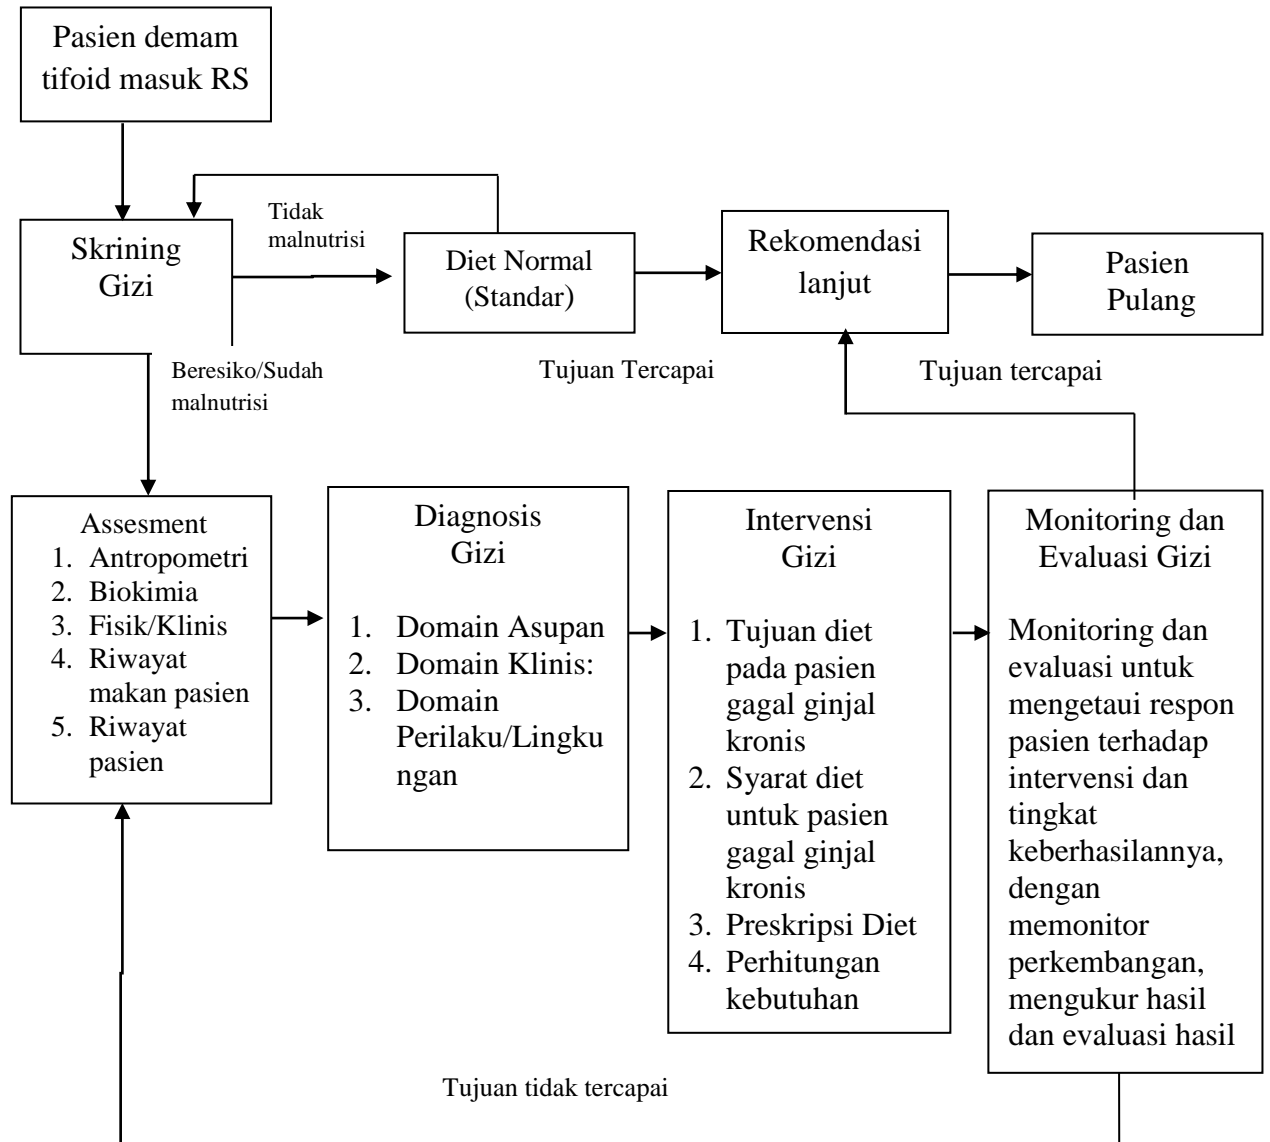 Pasien demam
tifoid masuk RS
Skrining
Gizi
Tidak
malnutrisi
Diet Normal
(Standar)
Rekomendasi
lanjut
Pasien
Pulang
Beresiko/Sudah
malnutrisi
Tujuan Tercapai
Tujuan tercapai
Assesment
1. Antropometri
2. Biokimia
3. Fisik/Klinis
4. Riwayat
makan pasien
5. Riwayat
pasien
Diagnosis
Gizi
1. Domain Asupan
2. Domain Klinis:
3. Domain
Perilaku/Lingku
ngan
Intervensi
Gizi
1. Tujuan diet
pada pasien
gagal ginjal
kronis
2. Syarat diet
untuk pasien
gagal ginjal
kronis
3. Preskripsi Diet
4. Perhitungan
kebutuhan
Monitoring dan
Evaluasi Gizi
Monitoring dan
evaluasi untuk
mengetaui respon
pasien terhadap
intervensi dan
tingkat
keberhasilannya,
dengan
memonitor
perkembangan,
mengukur hasil
dan evaluasi hasil
Tujuan tidak tercapai